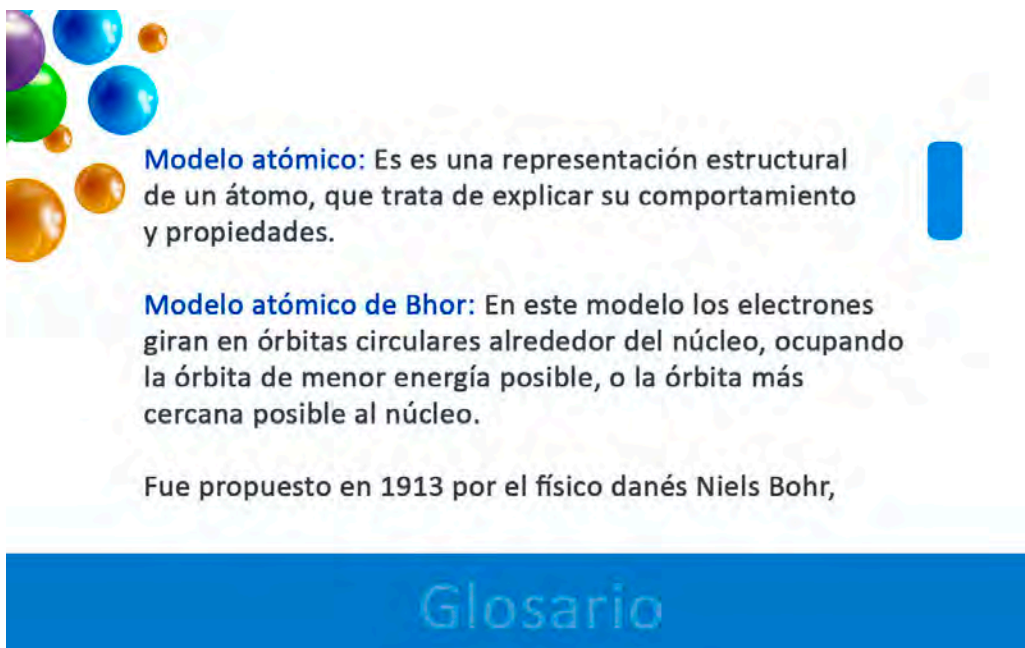 Modelo atómico: Es es una representación estructural
de un átomo, que trata de explicar su comportamiento
y propiedades.
Modelo atómico de Bhor: En este modelo los electrones
giran en órbitas circulares alrededor del núcleo, ocupando
la órbita de menor energía posible, o la órbita más
cercana posible al núcleo.
Fue propuesto en 1913 por el físico danés Niels Bohr,
Glosario